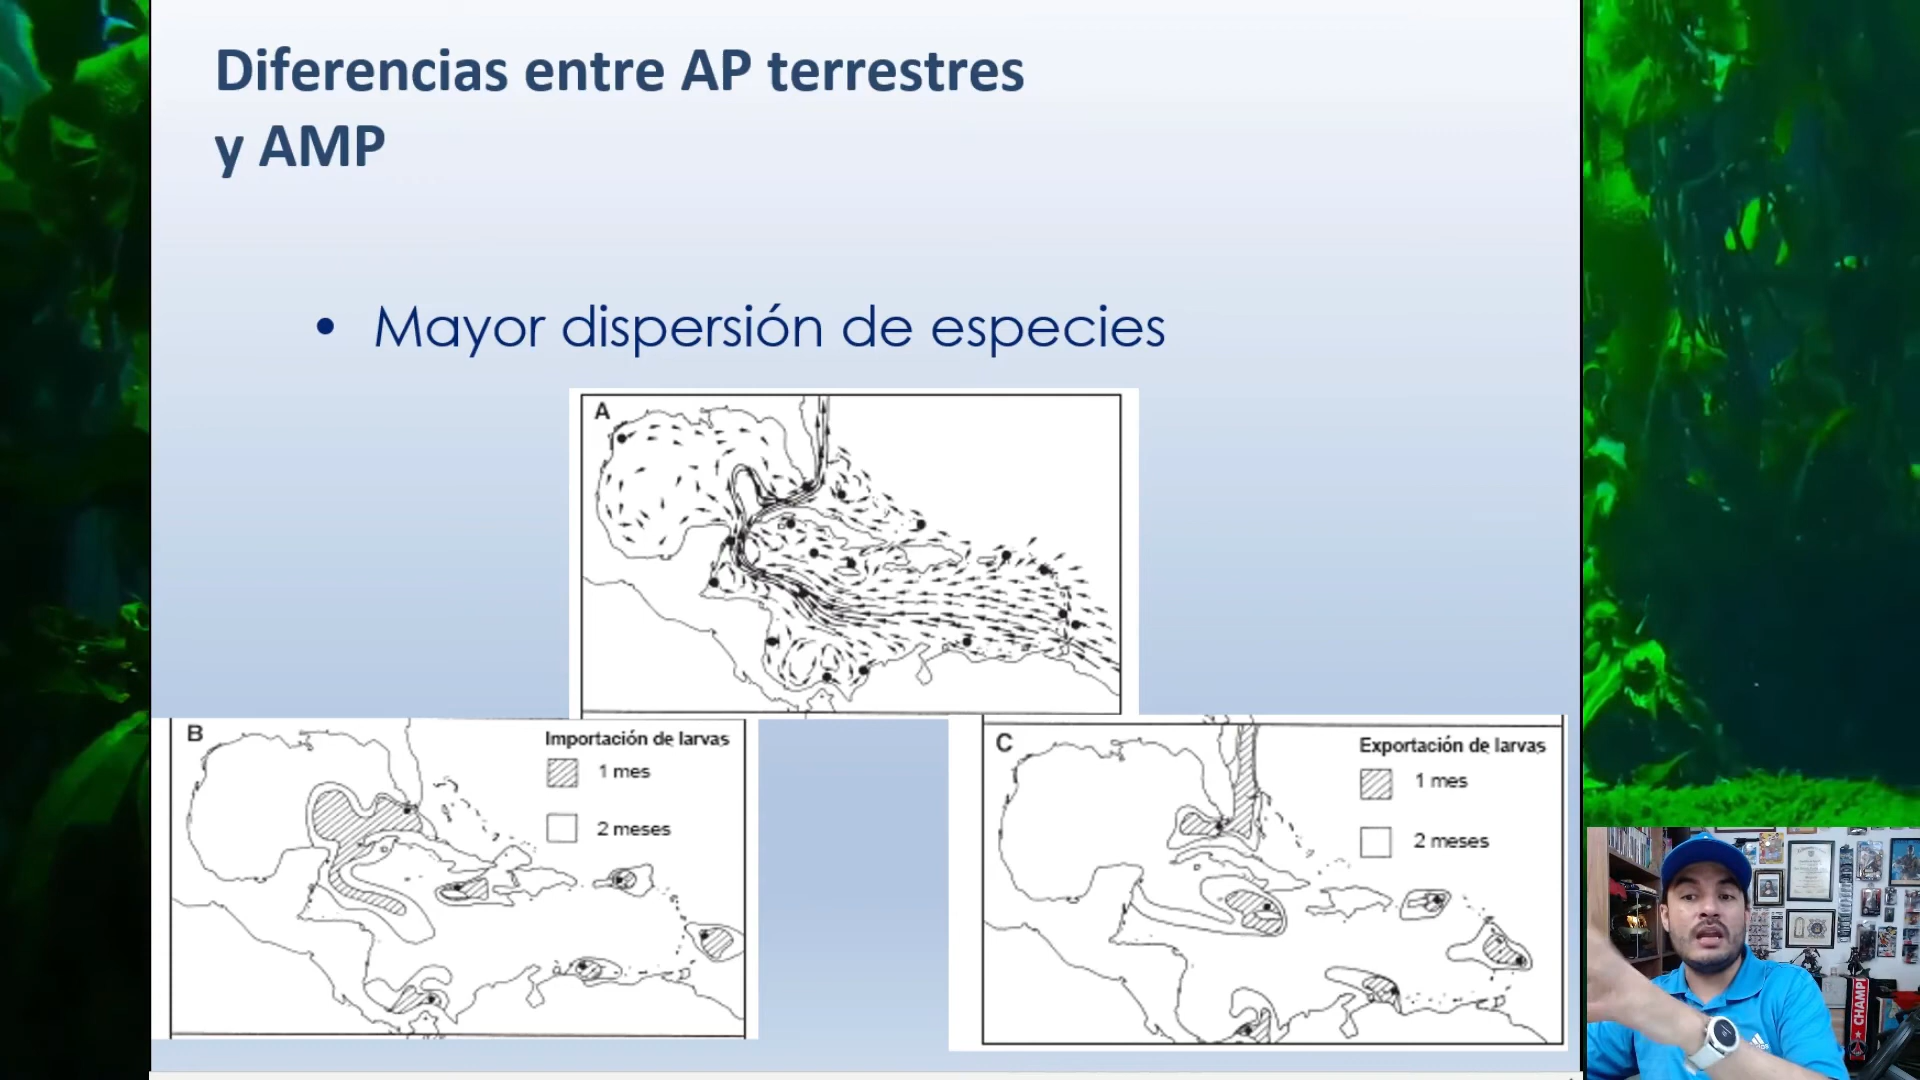 Diferencias entre AP terrestres
y AMP
• Mayor dispersión de especies
A
B
Importación de larvas
1 mes
2 meses
C
Exportación de larvas
1 mes
2 meses
CHAMPI